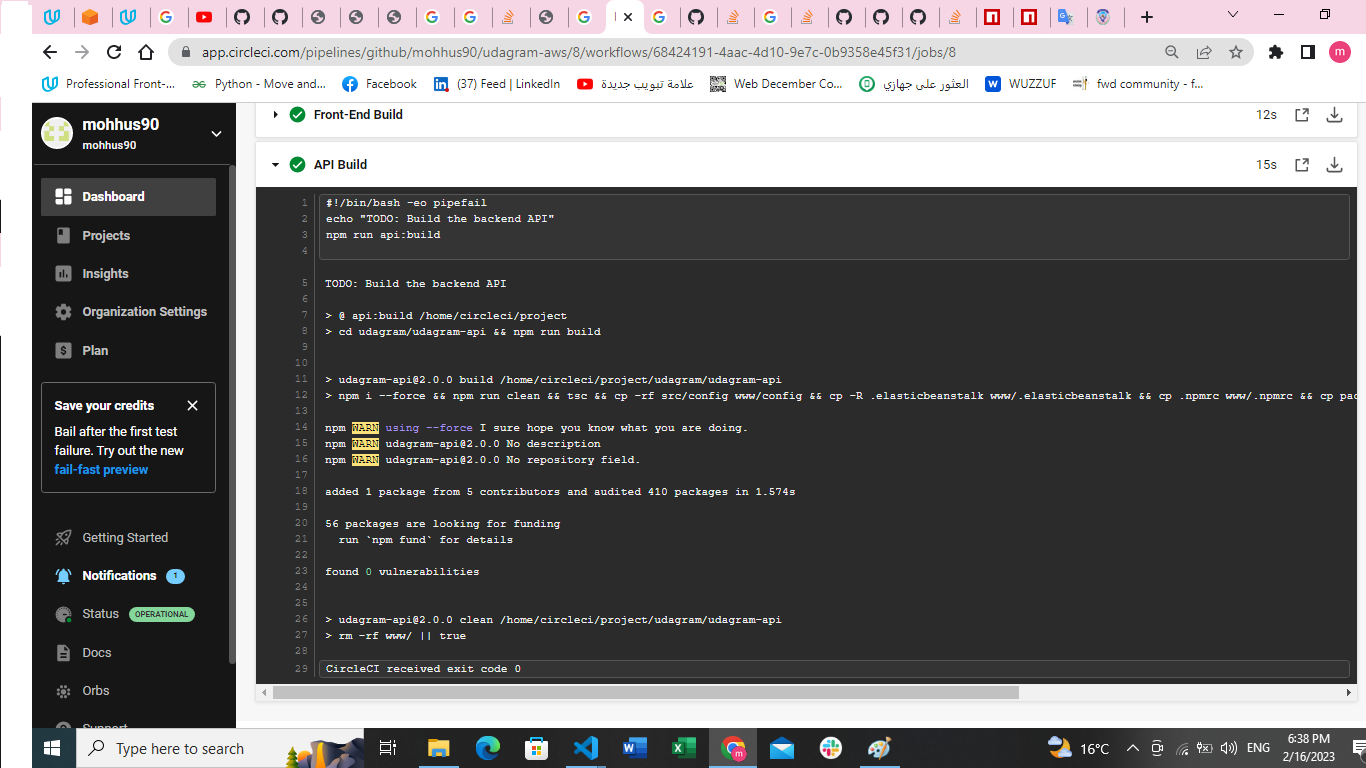 app.circleci.com/pipelines/github/mohhus90/udagram-aws/8/workflows/68424191-4aac-4d10-9e7c-0b9358e45f31/jobs/8
m
Professional Front-...
Python - Move and...
Facebook
(37) Feed | LinkedIn
علامة تبويب جديدة
Web December Co...
العثور على جهازي
WUZZUF
fwd community - f...
mohhus90
mohhus90
Dashboard
Projects
Insights
Organization Settings
Plan
Save your credits
Bail after the first test
failure. Try out the new
fail-fast preview
Getting Started
Notifications 1
Status OPERATIONAL
Docs
Orbs
Support
Front-End Build 12s
API Build 15s
1 #!/bin/bash -eo pipefail
2 echo "TODO: Build the backend API"
3 npm run api:build
4
5 TODO: Build the backend API
6
7 > @ api:build /home/circleci/project
8 > cd udagram/udagram-api && npm run build
9
10
11 > udagram-api@2.0.0 build /home/circleci/project/udagram/udagram-api
12 > npm i --force && npm run clean && tsc && cp -rf src/config www/config && cp -R .elasticbeanstalk www/.elasticbeanstalk && cp .npmrc www/.npmrc && cp pac
13
14 npm WARN using --force I sure hope you know what you are doing.
15 npm WARN udagram-api@2.0.0 No description
16 npm WARN udagram-api@2.0.0 No repository field.
17
18 added 1 package from 5 contributors and audited 410 packages in 1.574s
19
20 56 packages are looking for funding
21 run `npm fund` for details
22
23 found 0 vulnerabilities
24
25
26 > udagram-api@2.0.0 clean /home/circleci/project/udagram/udagram-api
27 > rm -rf www/ || true
28
29 CircleCI received exit code 0
Type here to search
16°C
ENG
6:38 PM
2/16/2023